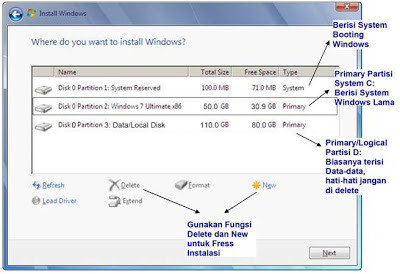 Install Windows
Where do you want to install Windows?
Name Total Size Free Space Type
Disk 0 Partition 1: System Reserved 100.0 MB 71.0 MB System
Disk 0 Partition 2: Windows 7 Ultimate x86 50.0 GB 30.9 GB Primary
Disk 0 Partition 3: Data/Local Disk 110.0 GB 80.0 GB Primary
Refresh Delete Format New
Load Driver Extend
Next
Berisi System
Booting
Windows
Primary Partisi
System C:
Berisi System
Windows Lama
Primary/Logical
Partisi D:
Biasanya terisi
Data-data,
hati-hati jangan
di delete
Gunakan Fungsi
Delete dan New
untuk Fress
Instalasi